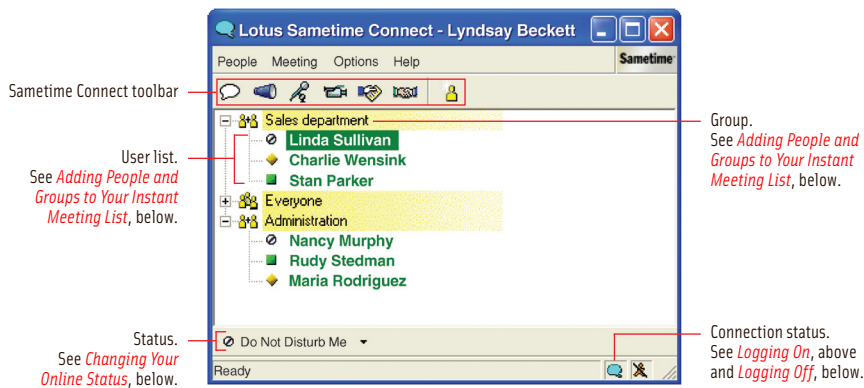 Lotus Sametime Connect - Lyndsay Beckett
People Meeting Options Help
Sametime
Sametime Connect toolbar
Sales department
Linda Sullivan
Charlie Wensink
Stan Parker
Everyone
Administration
Nancy Murphy
Rudy Stedman
Maria Rodriguez
Do Not Disturb Me
Ready
User list.
See Adding People and
Groups to Your Instant
Meeting List, below.
Status.
See Changing Your
Online Status, below.
Group.
See Adding People and
Groups to Your Instant
Meeting List, below.
Connection status.
See Logging On, above
and Logging Off, below.